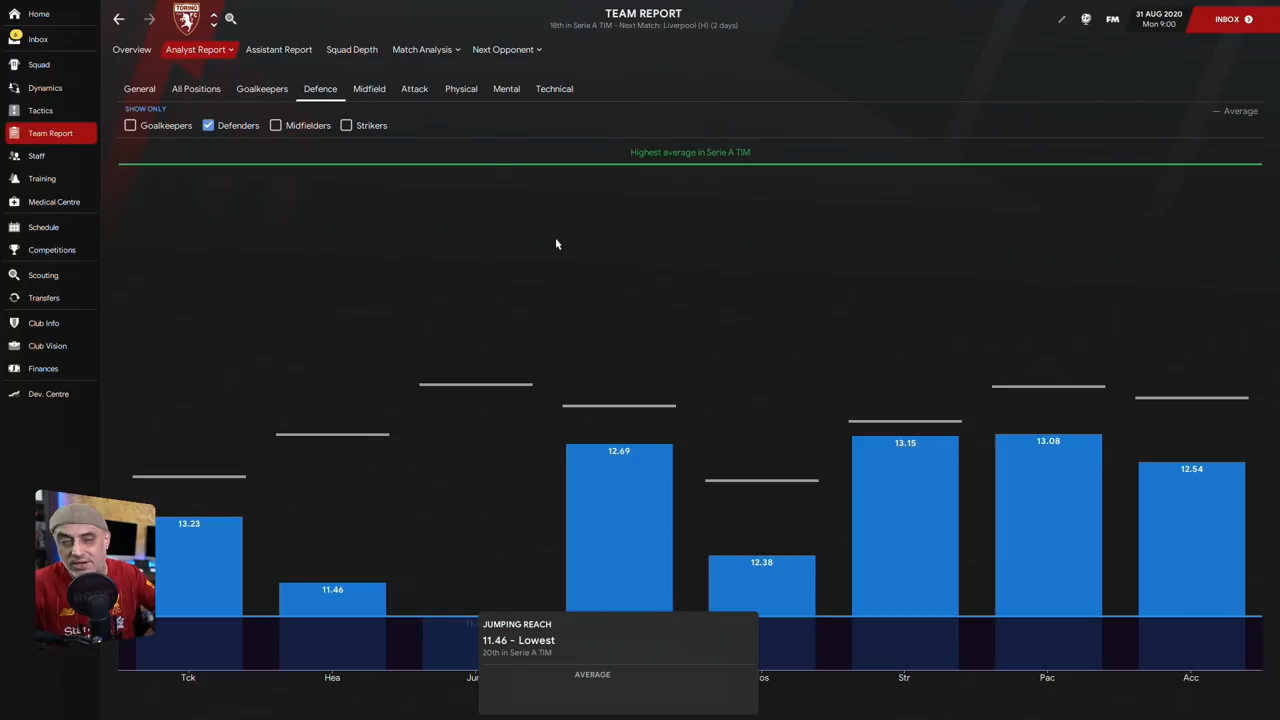 Home
6
Inbox
Squad
Dynamics
Tactics
Team Report
Staff
Training
Medical Centre
Schedule
Competitions
Scouting
Transfers
Club Info
Club Vision
Finances
Dev. Centre
TORINO
TEAM REPORT
18th in Serie A TIM - Next Match: Liverpool (H) (2 days)
FM
31 AUG 2020
Mon 9:00
INBOX
Overview
Analyst Report
Assistant Report
Squad Depth
Match Analysis
Next Opponent
General
All Positions
Goalkeepers
Defence
Midfield
Attack
Physical
Mental
Technical
SHOW ONLY
Goalkeepers
Defenders
Midfielders
Strikers
Average
Highest average in Serie A TIM
13.23
11.46
12.69
12.38
13.15
13.08
12.54
JUMPING REACH
11.46 - Lowest
20th in Serie A TIM
AVERAGE
Tck
Hea
Str
Pac
Acc